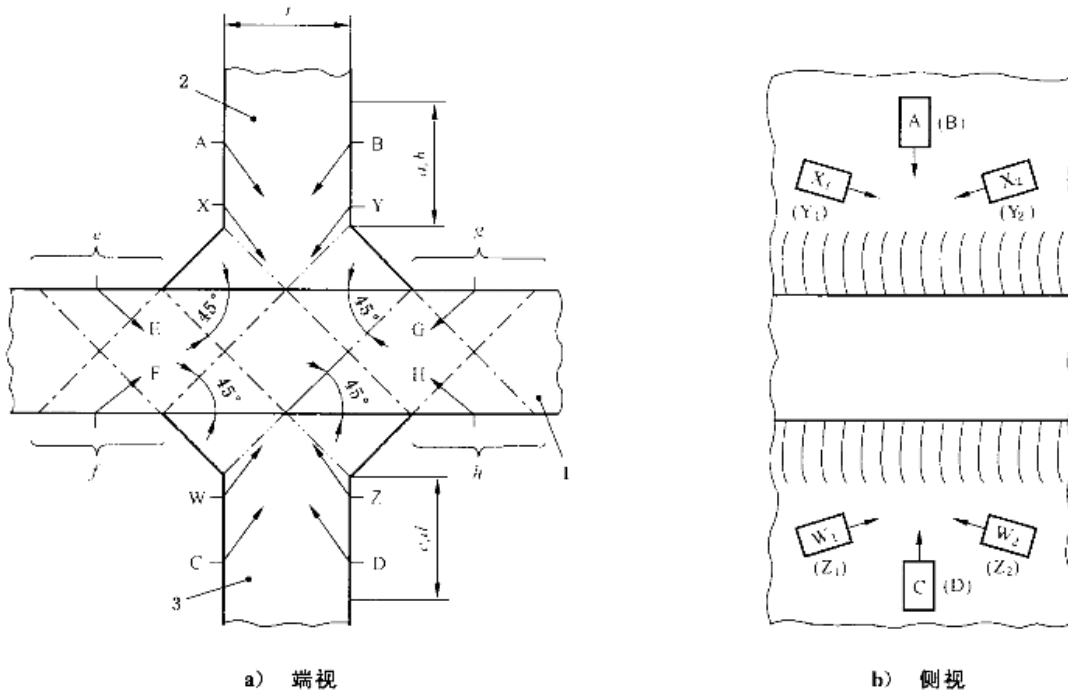 t
2
A
B
a,b
X
Y
e
g
45°
45°
E
G
F
H
45°
45°
f
h
1
W
Z
C
D
c,d
3
a) 端视
A (B)
X₁ X₂
(Y₁) (Y₂)
W₁ W₂
(Z₁) (Z₂)
C (D)
b) 侧视